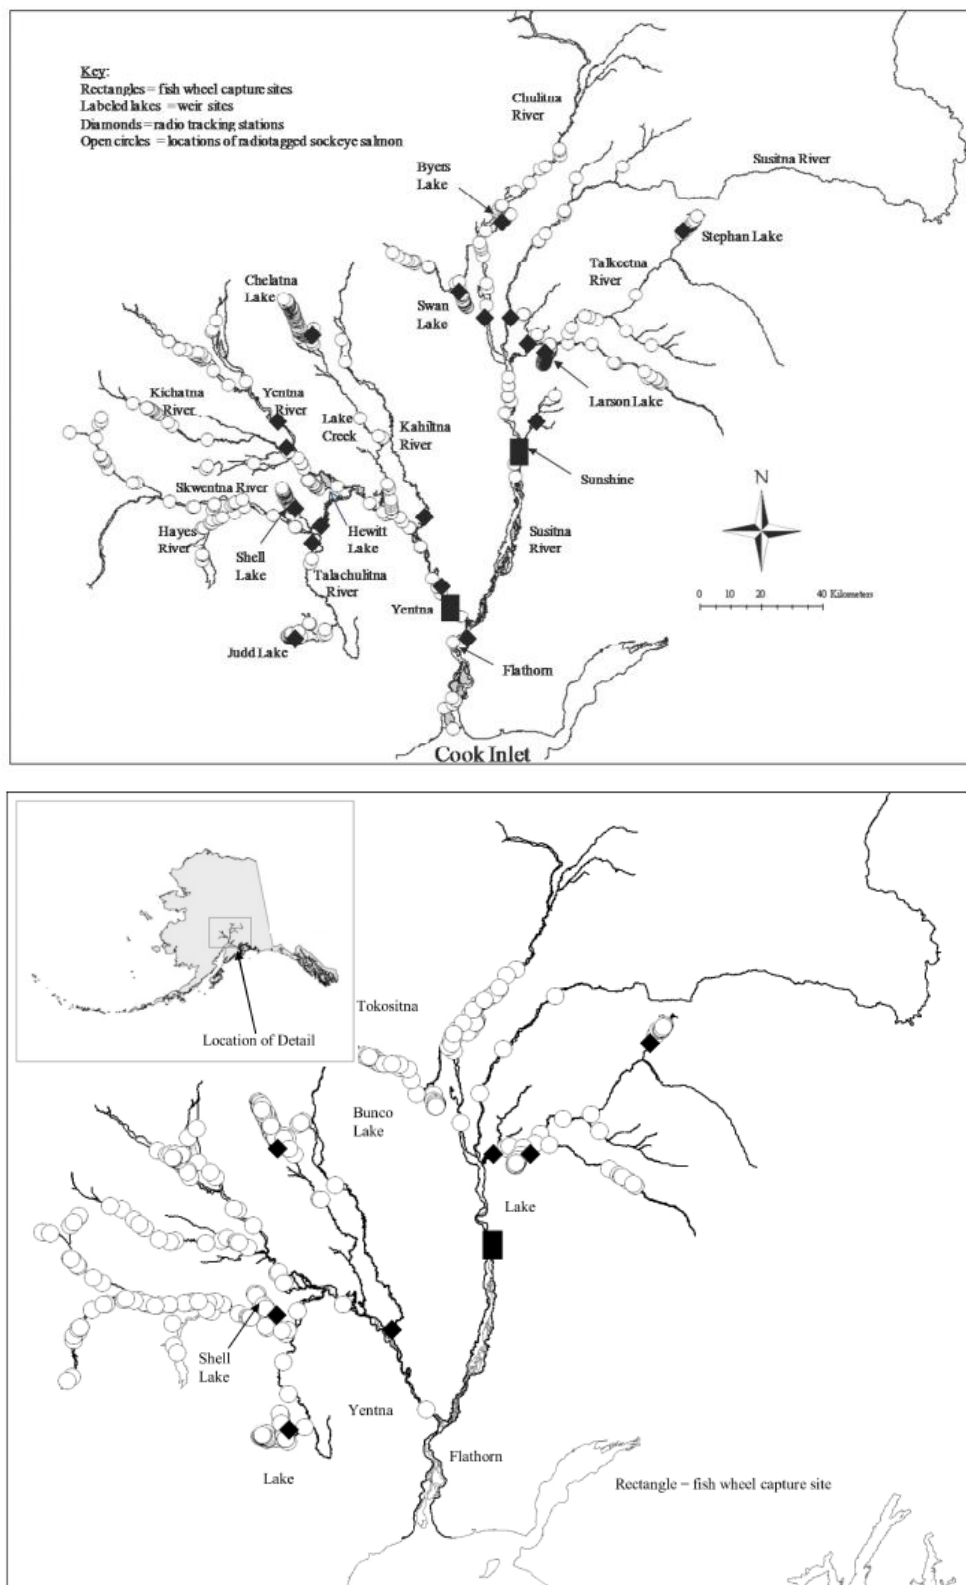 Key:
Rectangles = fish wheel capture sites
Labeled lakes = weir sites
Diamonds = radio tracking stations
Open circles = locations of radiotagged sockeye salmon
Chulitna
River
Susitna River
Byers
Lake
Stephan Lake
Talkeetna
River
Chelatna
Lake
Swan
Lake
Kichatna
River
Yentna
River
Lake
Creek
Kahiltna
River
Larson Lake
Sunshine
N
Skwentna River
Hayes
River
Shell
Lake
Hewitt
Lake
Susitna
River
Talachulitna
River
Yentna
0 10 20 40 Kilometers
Judd Lake
Flathorn
Cook Inlet
Location of Detail
Tokositna
Bunco
Lake
Lake
Shell
Lake
Yentna
Flathorn
Lake
Rectangle = fish wheel capture site